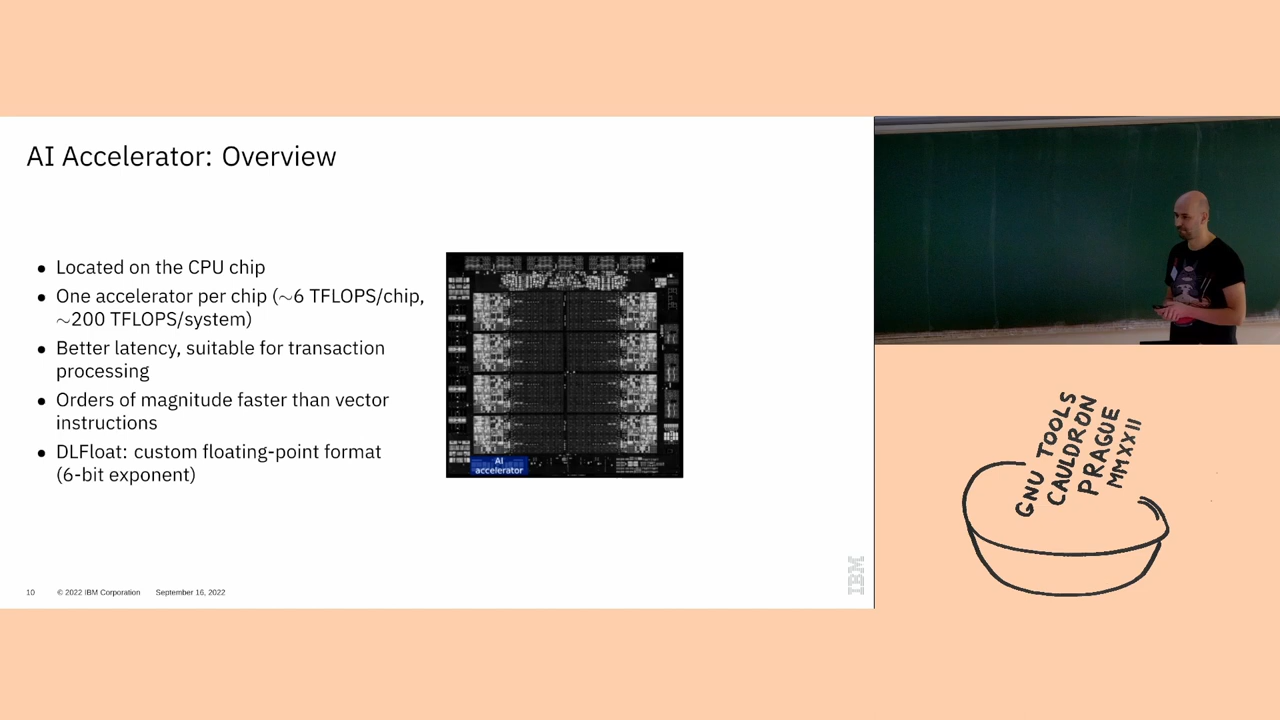 AI Accelerator: Overview
• Located on the CPU chip
• One accelerator per chip (∼6 TFLOPS/chip,
∼200 TFLOPS/system)
• Better latency, suitable for transaction
processing
• Orders of magnitude faster than vector
instructions
• DLFloat: custom floating-point format
(6-bit exponent)
AI
accelerator
10 © 2022 IBM Corporation September 16, 2022
IBM
GNU TOOLS
CAULDRON
PRAGUE
MMXXII